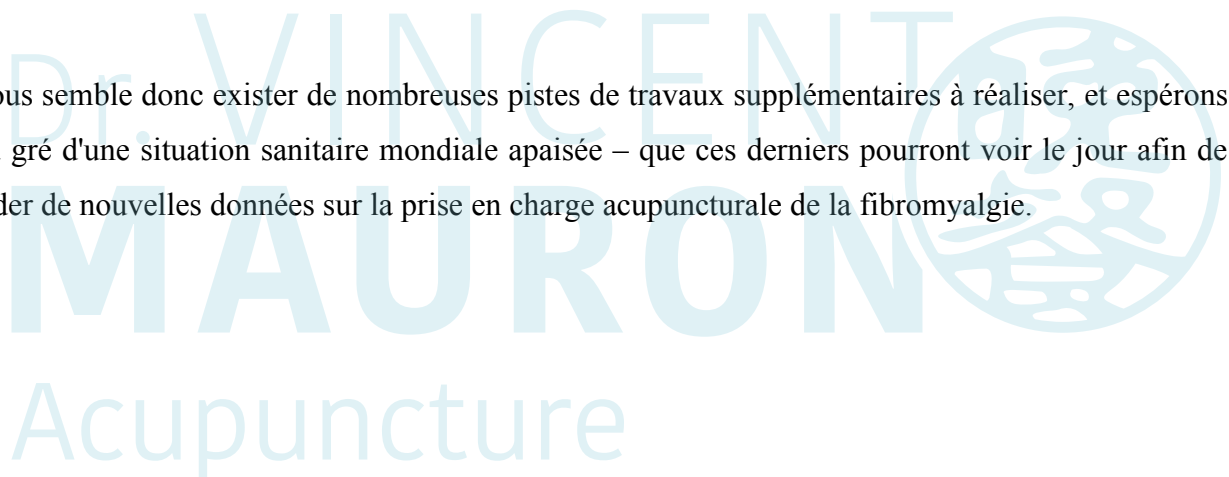 Dr. VINCENT
MAURON
Acupuncture
semble donc exister de nombreuses pistes de travaux supplémentaires à réaliser, et espérons
gré d'une situation sanitaire mondiale apaisée – que ces derniers pourront voir le jour afin de
de nouvelles données sur la prise en charge acupuncturale de la fibromyalgie.